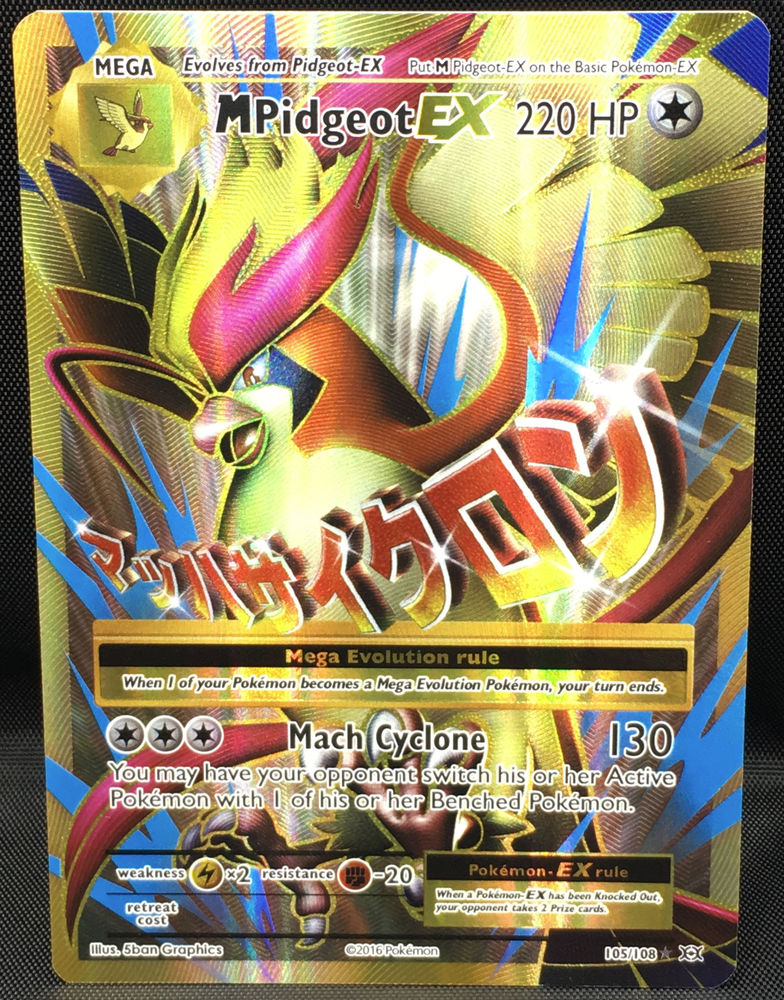 MEGA Evolves from Pidgeot-EX Put M Pidgeot-EX on the Basic Pokémon-EX
MPidgeot EX 220 HP
マッハサイクロン
Mega Evolution rule
When 1 of your Pokémon becomes a Mega Evolution Pokémon, your turn ends.
Mach Cyclone 130
You may have your opponent switch his or her Active
Pokémon with 1 of his or her Benched Pokémon.
weakness ×2 resistance -20
retreat
cost
Pokémon-EX rule
When a Pokémon-EX has been Knocked Out,
your opponent takes 2 Prize cards.
Illus. 5ban Graphics ©2016 Pokémon 105/108